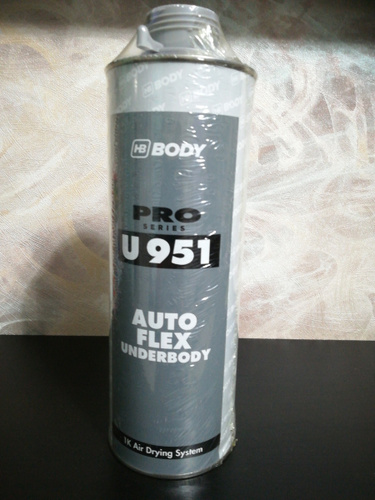 HB BODY
PRO
SERIES
U 951
AUTO
FLEX
UNDERBODY
1K Air Drying System